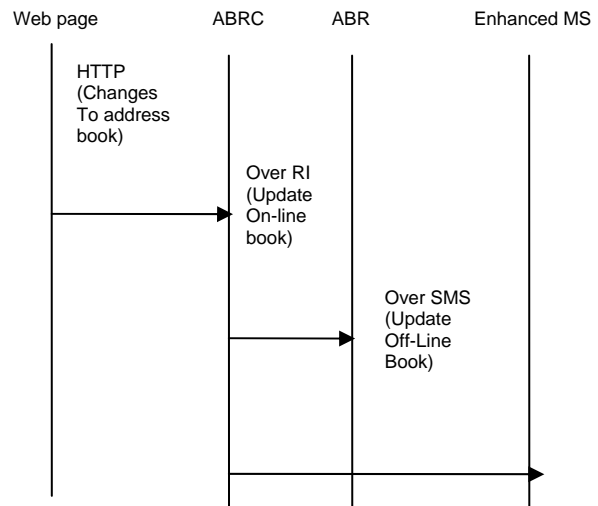 Web page ABRC ABR Enhanced MS
HTTP
(Changes
To address
book)
Over RI
(Update
On-line
book)
Over SMS
(Update
Off-Line
Book)